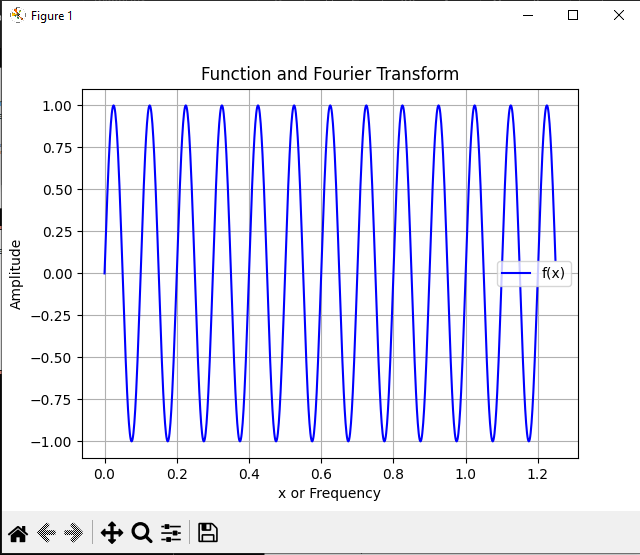 Figure 1
Function and Fourier Transform
1.00
0.75
0.50
0.25
0.00
−0.25
−0.50
−0.75
−1.00
Amplitude
f(x)
0.0 0.2 0.4 0.6 0.8 1.0 1.2
x or Frequency